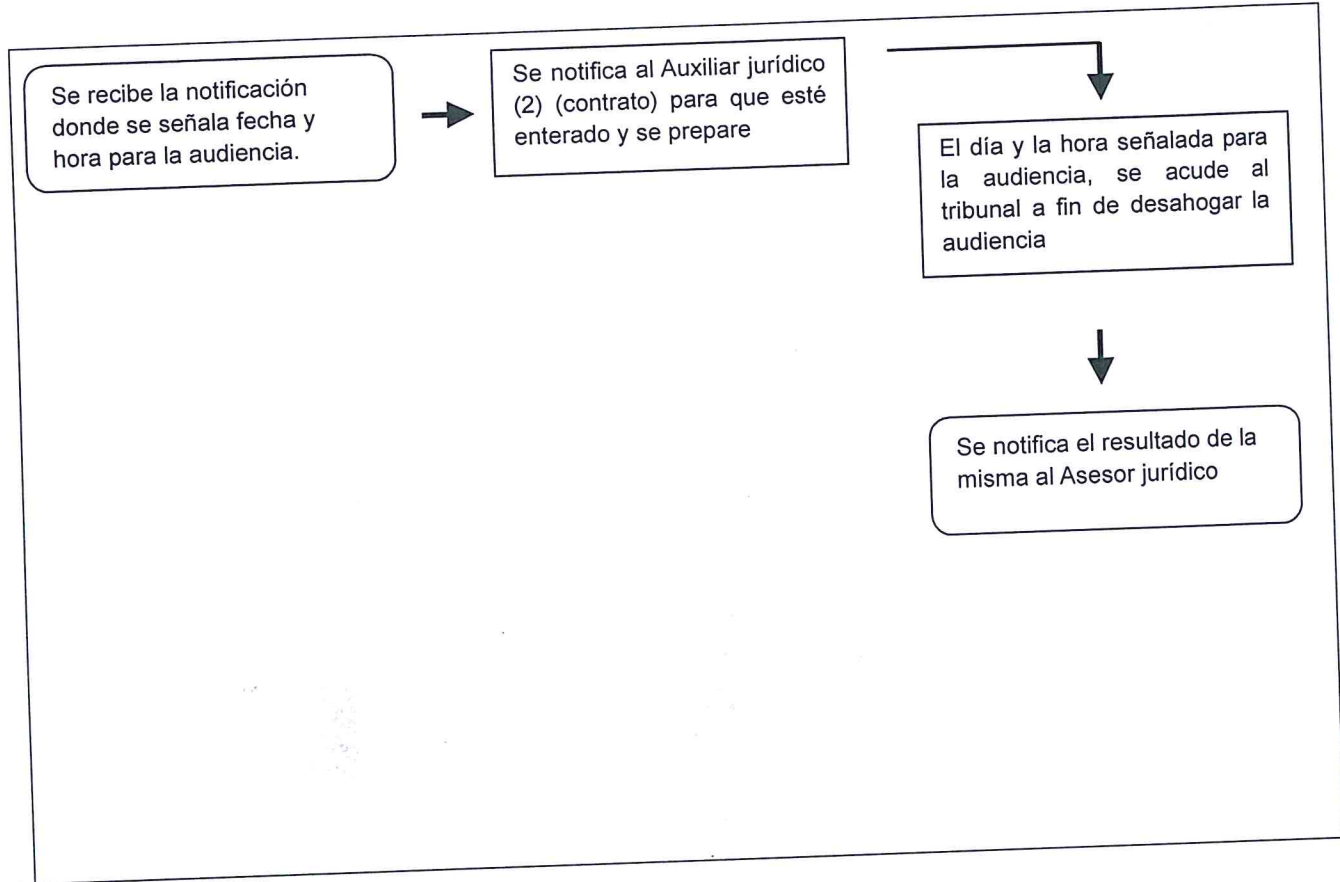 Se recibe la notificación
donde se señala fecha y
hora para la audiencia.
Se notifica al Auxiliar jurídico
(2) (contrato) para que esté
enterado y se prepare
El día y la hora señalada para
la audiencia, se acude al
tribunal a fin de desahogar la
audiencia
Se notifica el resultado de la
misma al Asesor jurídico